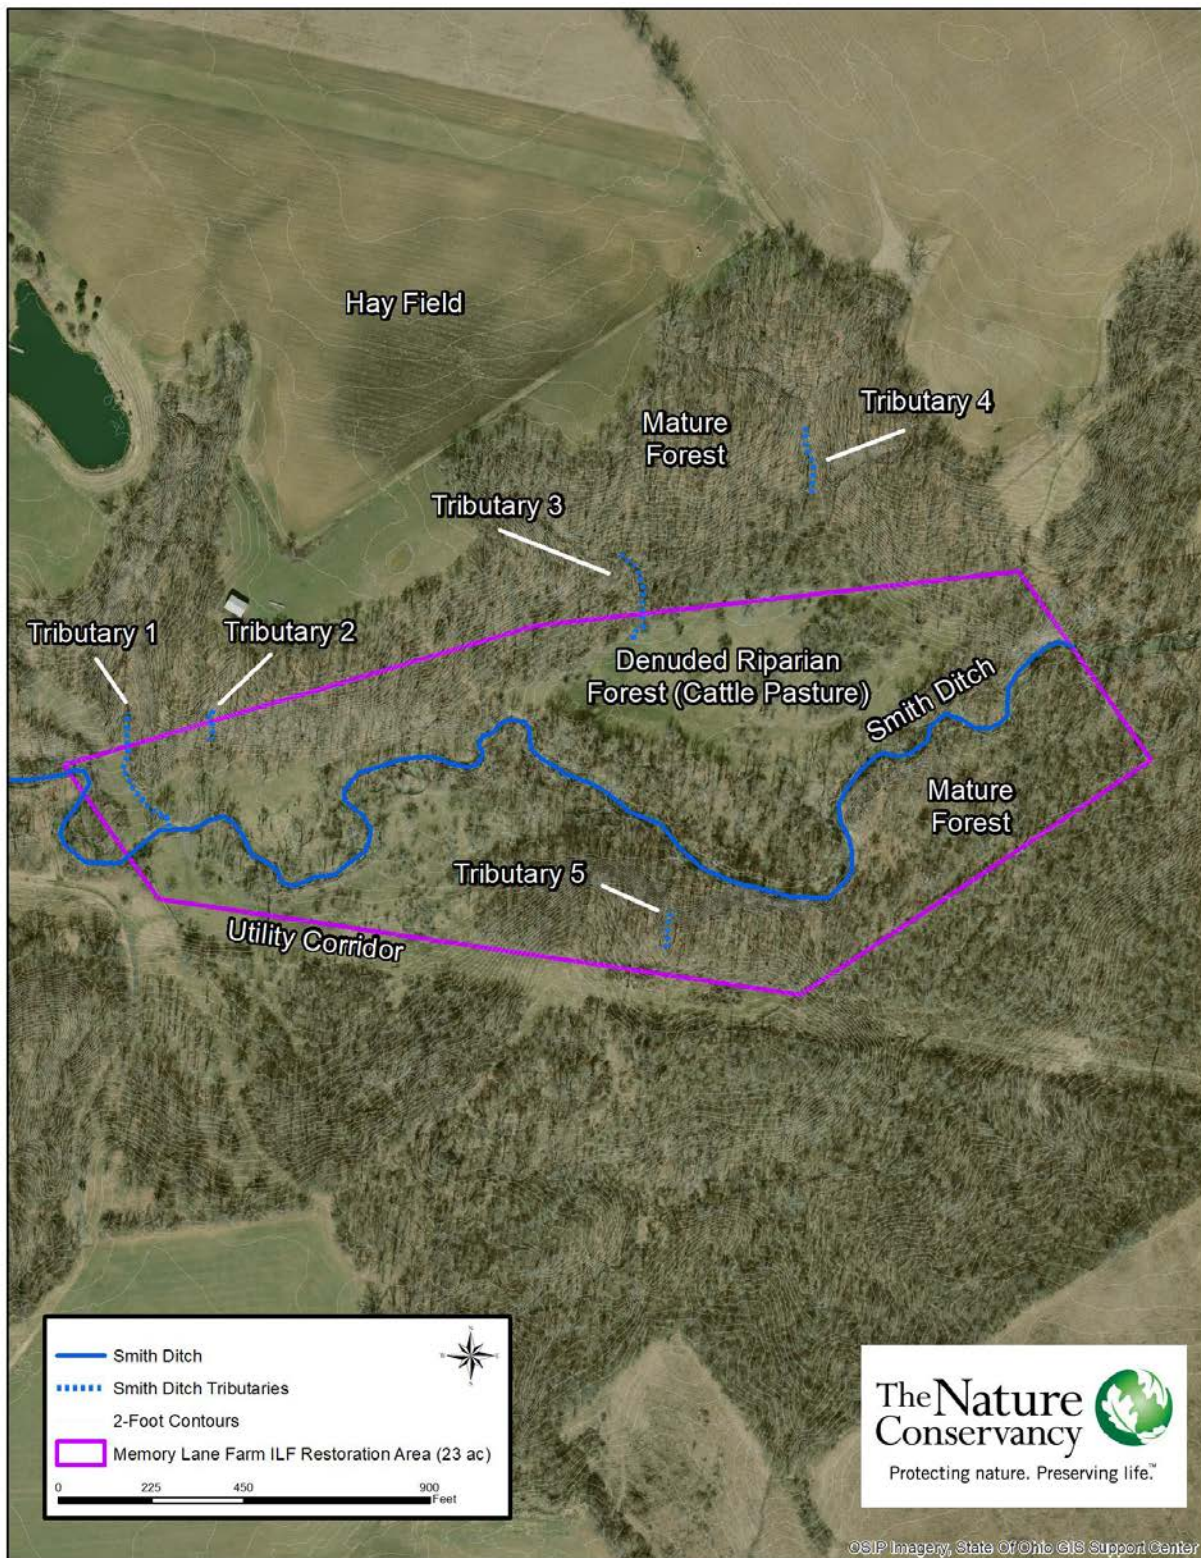 Hay Field
Tributary 4
Mature
Forest
Tributary 3
Tributary 1
Tributary 2
Denuded Riparian
Forest (Cattle Pasture)
Smith Ditch
Mature
Forest
Tributary 5
Utility Corridor
N
W
E
S
Smith Ditch
Smith Ditch Tributaries
2-Foot Contours
Memory Lane Farm ILF Restoration Area (23 ac)
0 225 450 900
Feet
The Nature
Conservancy
Protecting nature. Preserving life.™
OSIP Imagery, State Of Ohio GIS Support Center